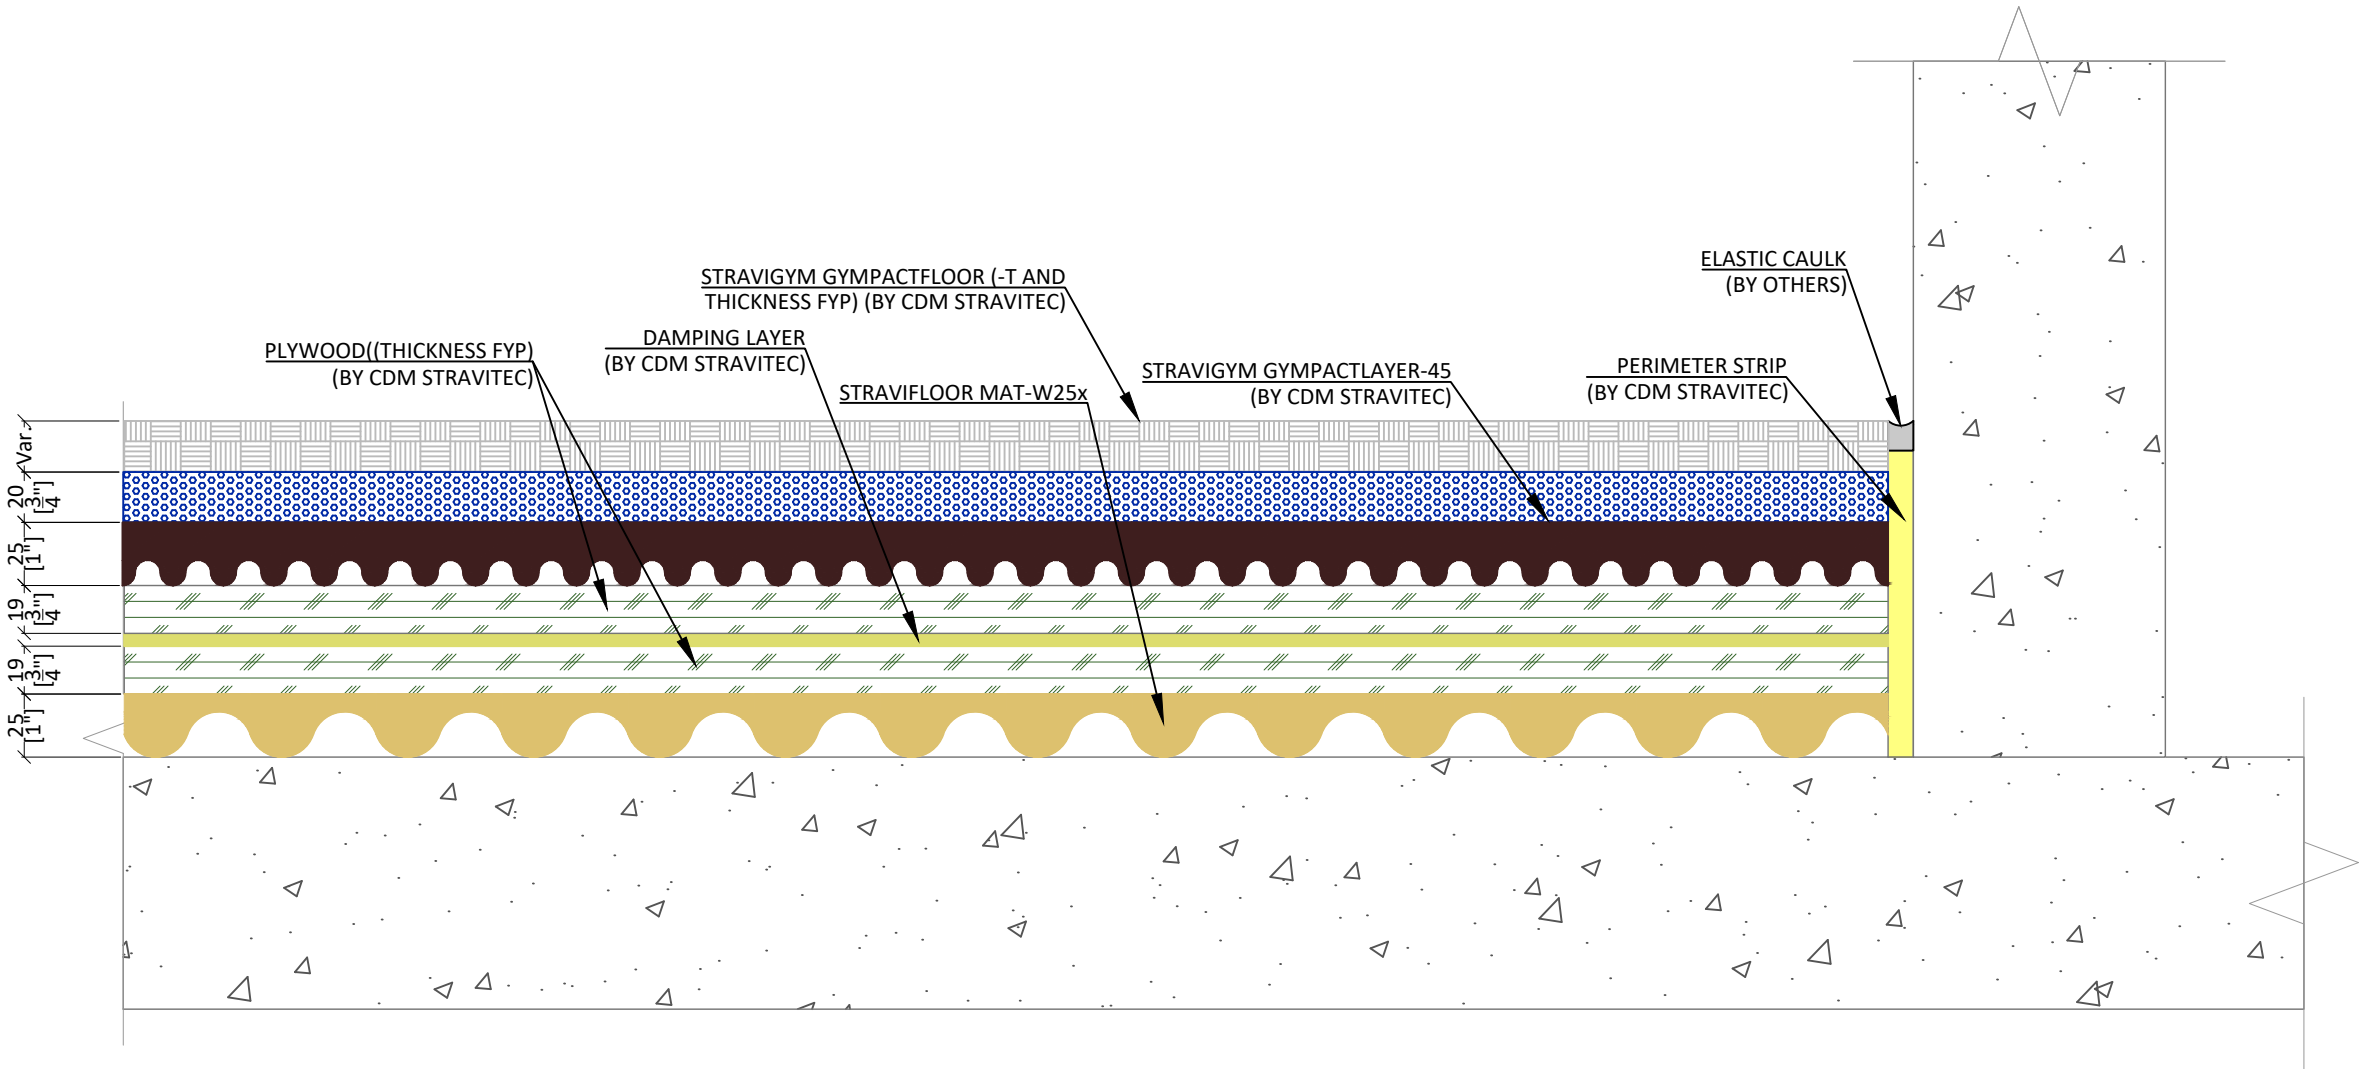 STRAVIGYM GYMPACTFLOOR (-T AND
THICKNESS FYP) (BY CDM STRAVITEC)
ELASTIC CAULK
(BY OTHERS)
DAMPING LAYER
(BY CDM STRAVITEC)
PLYWOOD((THICKNESS FYP)
(BY CDM STRAVITEC)
STRAVIFLOOR MAT-W25x
STRAVIGYM GYMPACTLAYER-45
(BY CDM STRAVITEC)
PERIMETER STRIP
(BY CDM STRAVITEC)
Var.
20
[3/4"]
25
[1"]
19
[3/4"]
19
[3/4"]
25
[1"]